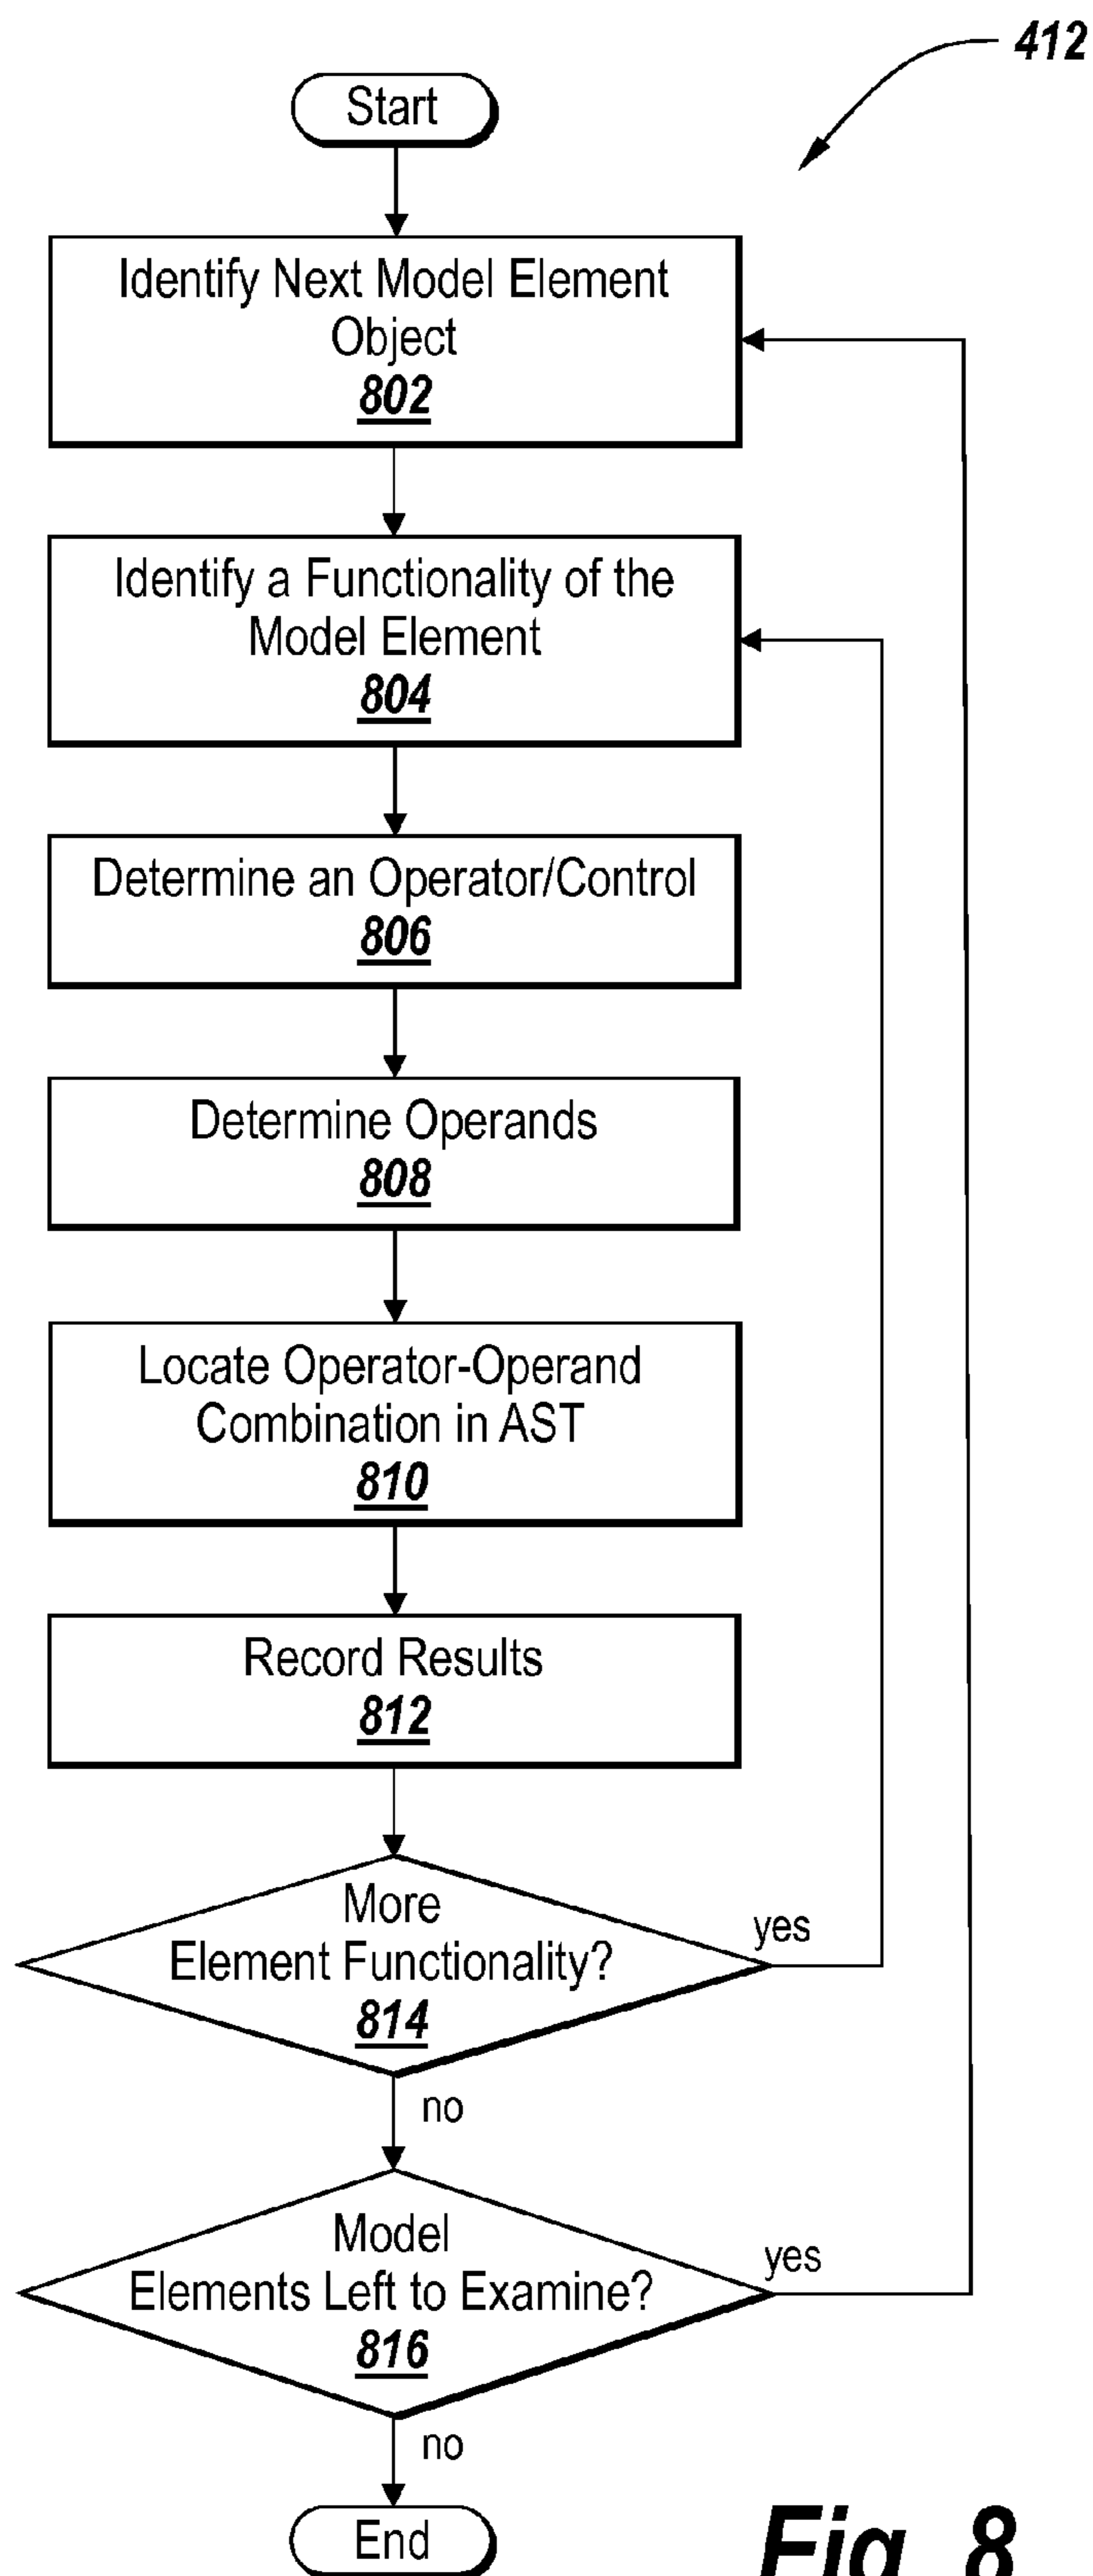 412
Start
Identify Next Model Element
Object
802
Identify a Functionality of the
Model Element
804
Determine an Operator/Control
806
Determine Operands
808
Locate Operator-Operand
Combination in AST
810
Record Results
812
More
Element Functionality?
814
yes
no
Model
Elements Left to Examine?
816
yes
no
End
Fig. 8